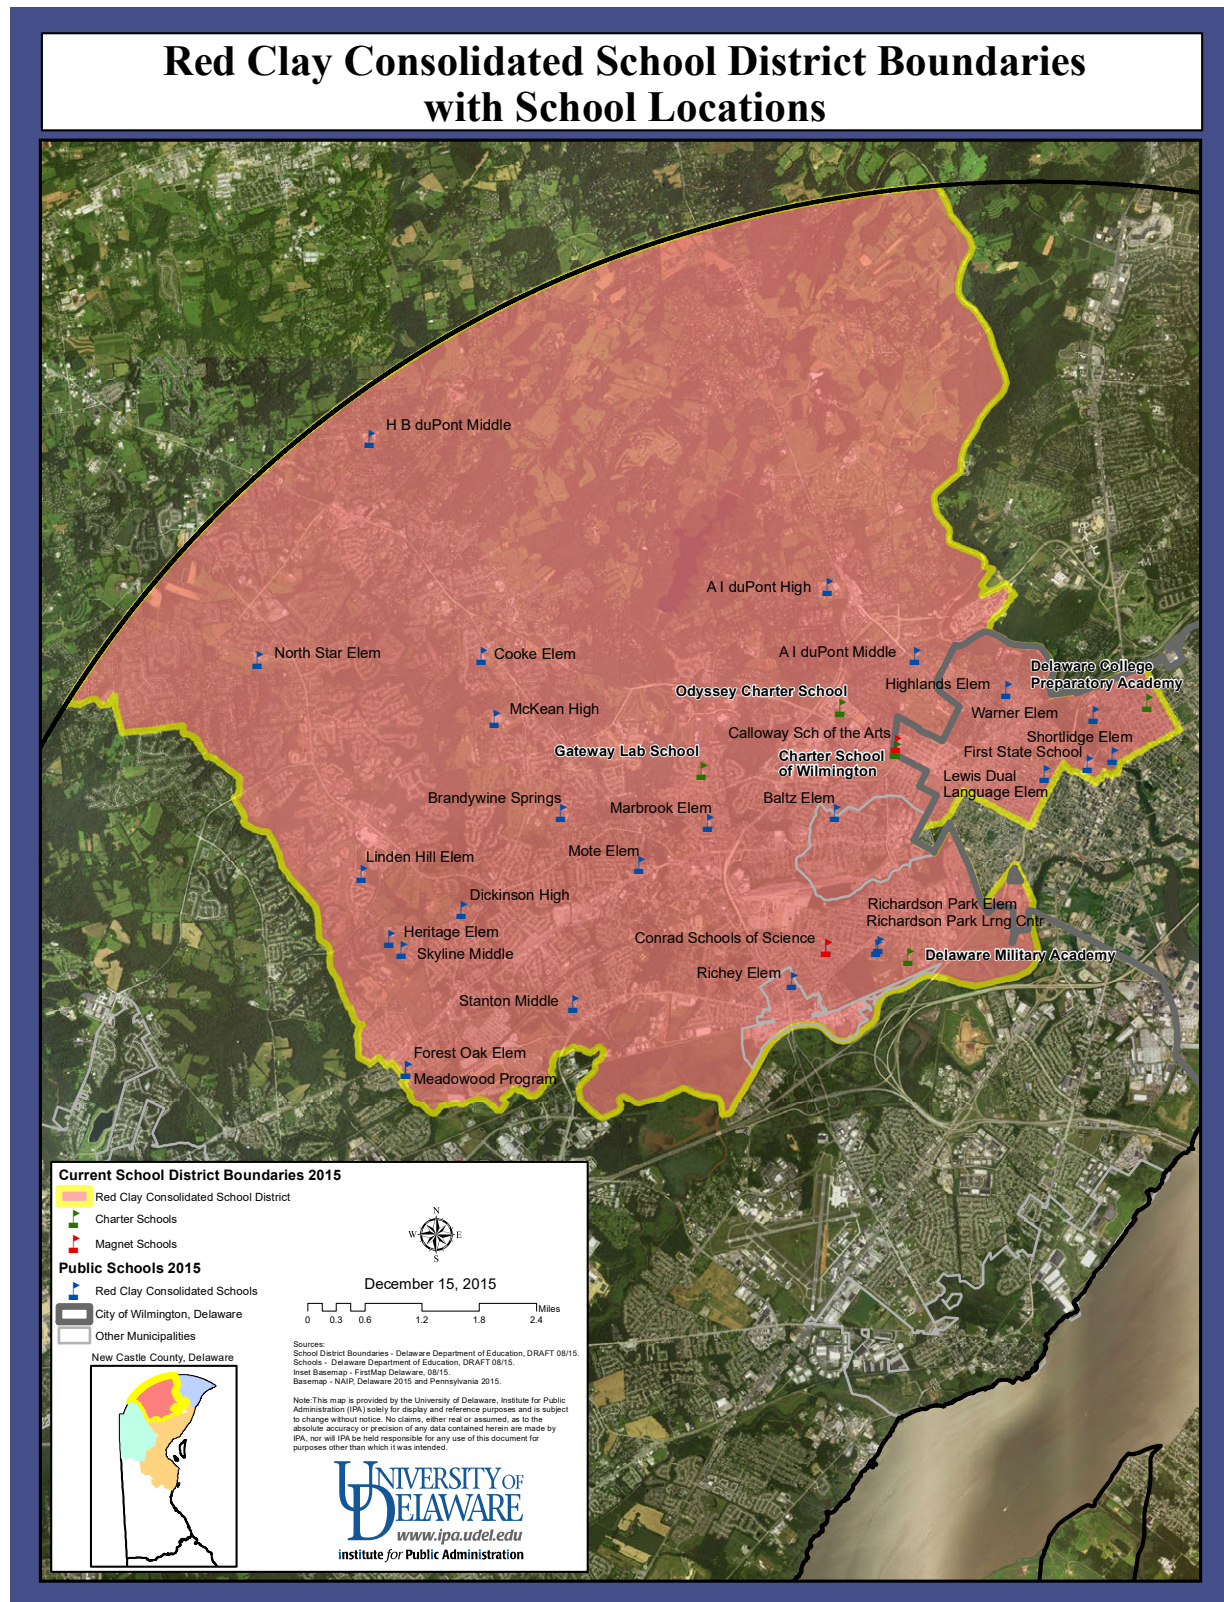 Red Clay Consolidated School District Boundaries
with School Locations
H B duPont Middle
A I duPont High
North Star Elem
Cooke Elem
A I duPont Middle
Delaware College
Preparatory Academy
Highlands Elem
Odyssey Charter School
McKean High
Warner Elem
Calloway Sch of the Arts
Shortlidge Elem
Gateway Lab School
Charter School
of Wilmington
First State School
Lewis Dual
Language Elem
Brandywine Springs
Marbrook Elem
Baltz Elem
Mote Elem
Linden Hill Elem
Dickinson High
Richardson Park Elem
Richardson Park Lrng Cntr
Heritage Elem
Conrad Schools of Science
Skyline Middle
Delaware Military Academy
Richey Elem
Stanton Middle
Forest Oak Elem
Meadowood Program
Current School District Boundaries 2015
Red Clay Consolidated School District
Charter Schools
Magnet Schools
Public Schools 2015
Red Clay Consolidated Schools
City of Wilmington, Delaware
Other Municipalities
New Castle County, Delaware
N
W E
S
December 15, 2015
Miles
0 0.3 0.6 1.2 1.8 2.4
Sources:
School District Boundaries - Delaware Department of Education, DRAFT 08/15.
Schools - Delaware Department of Education, DRAFT 08/15.
Inset Basemap - FirstMap Delaware, 08/15.
Basemap - NAIP, Delaware 2015 and Pennsylvania 2015.
Note:This map is provided by the University of Delaware, Institute for Public
Administration (IPA) solely for display and reference purposes and is subject
to change without notice. No claims, either real or assumed, as to the
absolute accuracy or precision of any data contained herein are made by
IPA, nor will IPA be held responsible for any use of this document for
purposes other than which it was intended.
UNIVERSITY OF
DELAWARE
www.ipa.udel.edu
institute for Public Administration